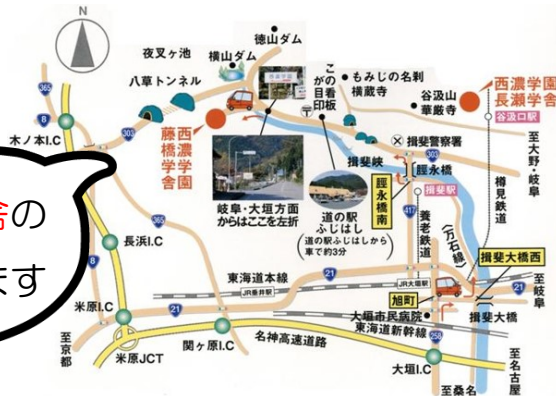 N
徳山ダム
夜叉ヶ池
横山ダム
八草トンネル
この看板が目印
もみじの名刹
横蔵寺
谷汲山
華厳寺
西濃学園
長瀬学舎
谷汲口駅
至大野・岐阜
365
8
303
木ノ本I.C
西濃学園
藤橋学舎
揖斐警察署
303
揖斐峡
脛永橋
脛永橋南
揖斐駅
417
樽見鉄道
岐阜・大垣方面
からはここを左折
道の駅
ふじはし
(道の駅ふじはしから
車で約3分)
養老鉄道
(万石線)
揖斐大橋西
舎の
ます
365
8
長浜I.C
東海道本線
21
21
JR垂井駅
JR大垣駅
至岐阜
旭町
米原I.C
21
大垣市民病院
揖斐大橋
東海道新幹線
至京都
関ヶ原I.C
名神高速道路
258
米原JCT
大垣I.C
至名古屋
至桑名